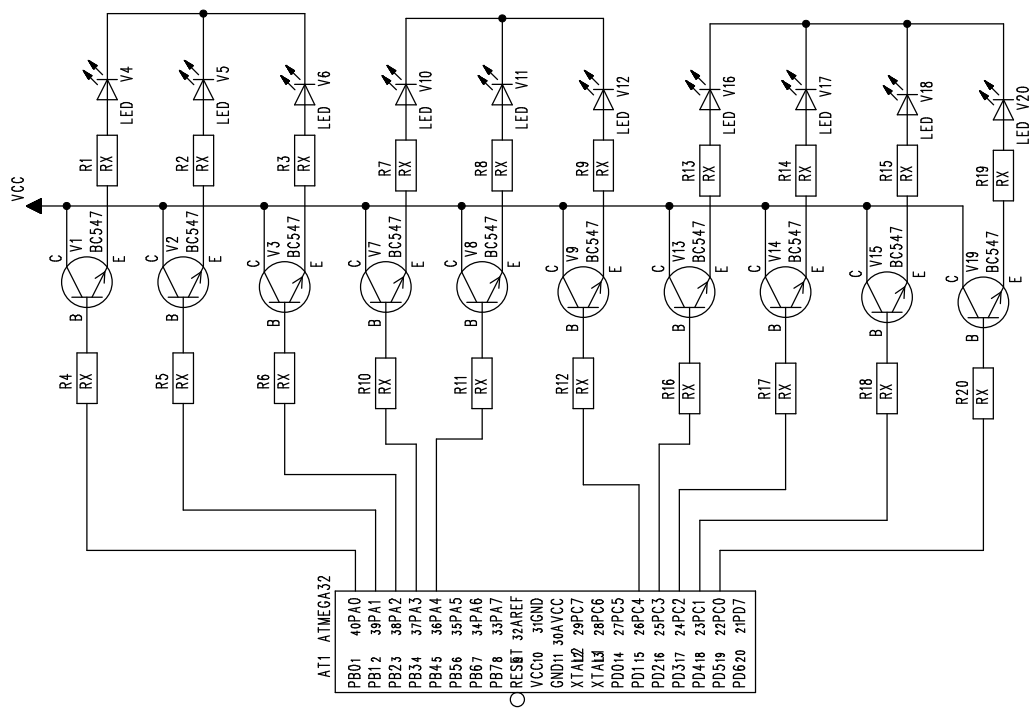 VCC
V4
LED
V5
LED
V6
LED
V10
LED
V11
LED
V12
LED
V16
LED
V17
LED
V18
LED
V20
LED
R1 RX
R2 RX
R3 RX
R7 RX
R8 RX
R9 RX
R13 RX
R14 RX
R15 RX
R19 RX
C V1 BC547 E B
C V2 BC547 E B
C V3 BC547 E B
C V7 BC547 E B
C V8 BC547 E B
C V9 BC547 E B
C V13 BC547 E B
C V14 BC547 E B
C V15 BC547 E B
C V19 BC547 E B
R4 RX
R5 RX
R6 RX
R10 RX
R11 RX
R12 RX
R16 RX
R17 RX
R18 RX
R20 RX
AT1 ATMEGA32
PB0 1 40 PA0
PB1 2 39 PA1
PB2 3 38 PA2
PB3 4 37 PA3
PB4 5 36 PA4
PB5 6 35 PA5
PB6 7 34 PA6
PB7 8 33 PA7
RESET 9 32 AREF
VCC 10 31 GND
GND 11 30 AVCC
XTAL2 12 29 PC7
XTAL1 13 28 PC6
PD0 14 27 PC5
PD1 15 26 PC4
PD2 16 25 PC3
PD3 17 24 PC2
PD4 18 23 PC1
PD5 19 22 PC0
PD6 20 21 PD7